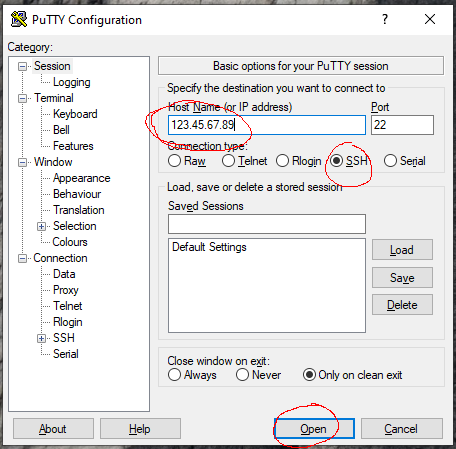 PuTTY Configuration
Category:
Session
Logging
Terminal
Keyboard
Bell
Features
Window
Appearance
Behaviour
Translation
Selection
Colours
Connection
Data
Proxy
Telnet
Rlogin
SSH
Serial
Basic options for your PuTTY session
Specify the destination you want to connect to
Host Name (or IP address) Port
123.45.67.89 22
Connection type:
Raw Telnet Rlogin SSH Serial
Load, save or delete a stored session
Saved Sessions
Default Settings
Load
Save
Delete
Close window on exit:
Always Never Only on clean exit
About Help Open Cancel